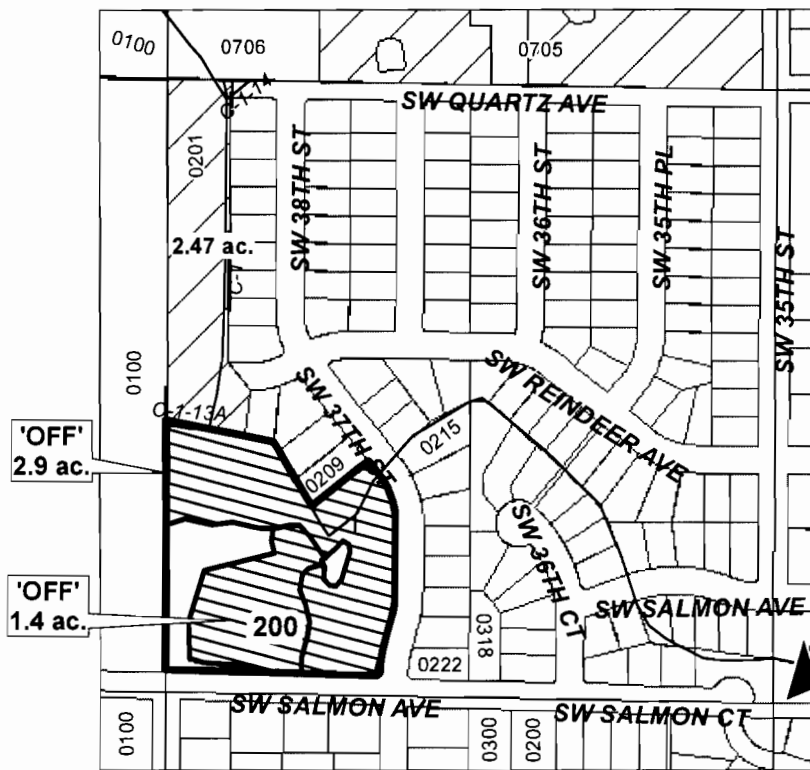 0100
0706
0705
C-1-1
SW QUARTZ AVE
0201
SW 38TH ST
SW 36TH ST
SW 35TH PL
SW 35TH ST
2.47 ac.
0100
SW REINDEER AVE
SW 37TH CT
C-1-13A
'OFF'
2.9 ac.
0215
0209
SW 36TH CT
'OFF'
1.4 ac.
200
SW SALMON AVE
0318
0222
SW SALMON AVE
SW SALMON CT
0100
0300
0200